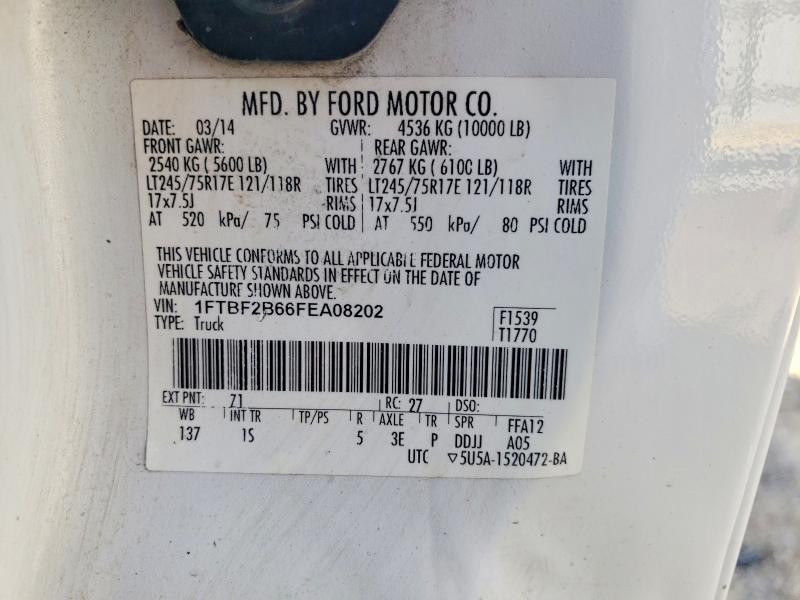 MFD. BY FORD MOTOR CO.
DATE: 03/14 GVWR: 4536 KG (10000 LB)
FRONT GAWR: REAR GAWR:
2540 KG ( 5600 LB) WITH 2767 KG ( 6100 LB) WITH
LT245/75R17E 121/118R TIRES LT245/75R17E 121/118R TIRES
17x7.5J RIMS 17x7.5J RIMS
AT 520 kPa/ 75 PSI COLD AT 550 kPa/ 80 PSI COLD
THIS VEHICLE CONFORMS TO ALL APPLICABLE FEDERAL MOTOR
VEHICLE SAFETY STANDARDS IN EFFECT ON THE DATE OF
MANUFACTURE SHOWN ABOVE.
VIN: 1FTBF2B66FEA08202
TYPE: Truck
F1539
T1770
EXT PNT: Z1 RC: 27 DSO:
WB INT TR TP/PS R AXLE TR SPR FFA12
137 1S 5 3E P DDJJ A05
UTC ▽5U5A-1520472-BA